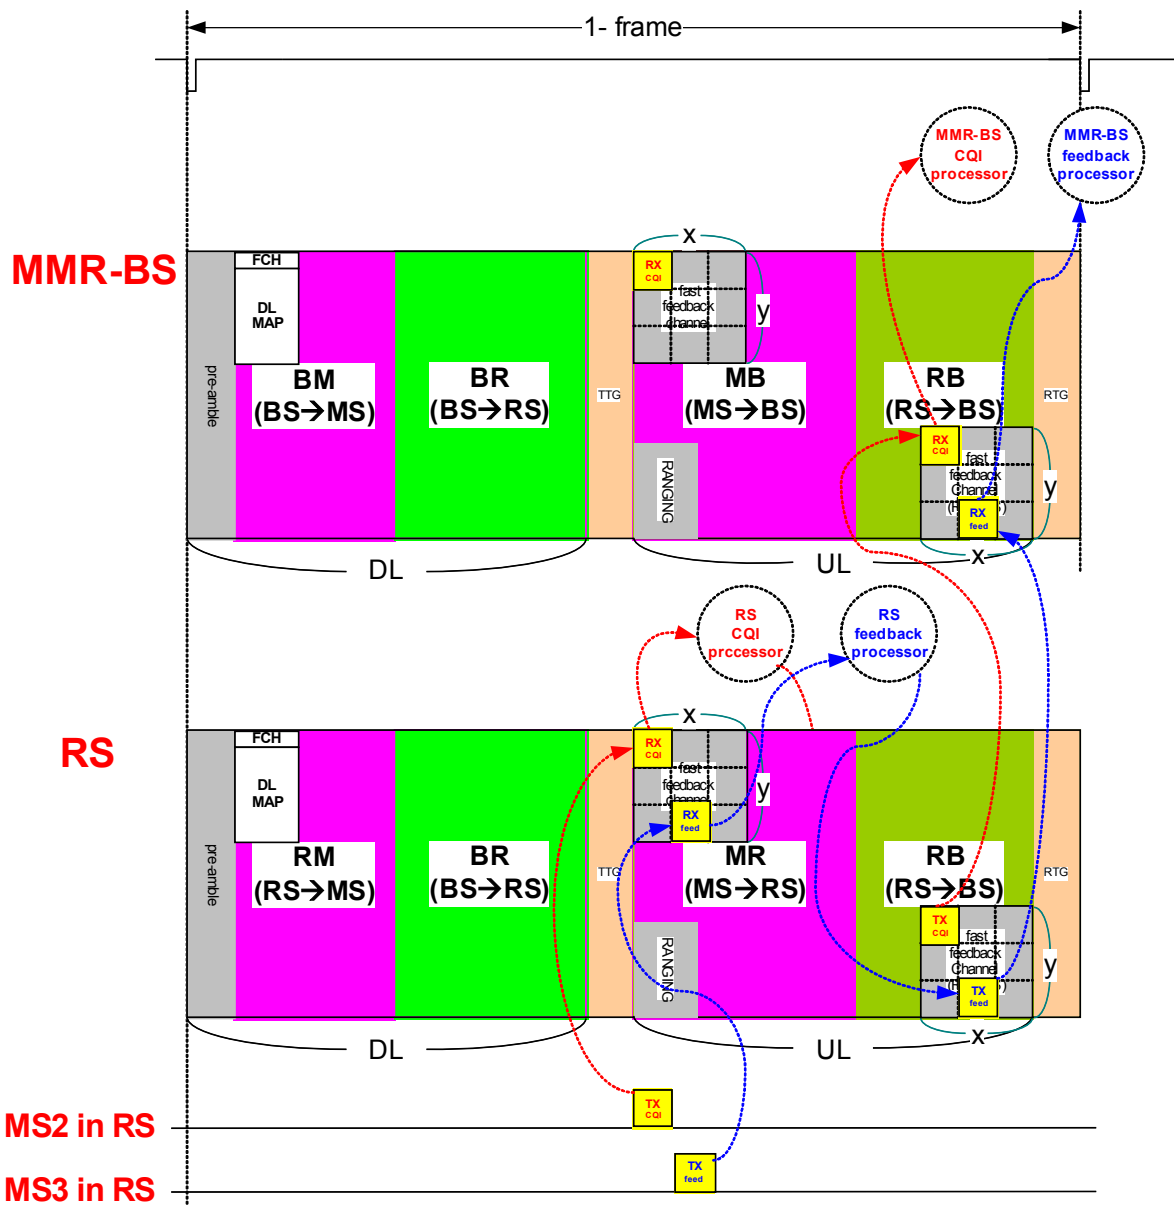 1- frame
MMR-BS
CQI
processor
MMR-BS
feedback
processor
MMR-BS
FCH
DL
MAP
pre-amble
BM
(BS→MS)
BR
(BS→RS)
TTG
x
RX
CQI
fast
feedback
channel
y
MB
(MS→BS)
RANGING
RB
(RS→BS)
RX
CQI
fast
feedback
Channel
RX
feed
y
x
RTG
DL
UL
RS
CQI
prccessor
RS
feedback
processor
RS
FCH
DL
MAP
pre-amble
RM
(RS→MS)
BR
(BS→RS)
TTG
x
RX
CQI
fast
feedback
channel
RX
feed
y
MR
(MS→RS)
RANGING
RB
(RS→BS)
TX
CQI
fast
feedback
Channel
TX
feed
y
x
RTG
DL
UL
TX
CQI
MS2 in RS
TX
feed
MS3 in RS